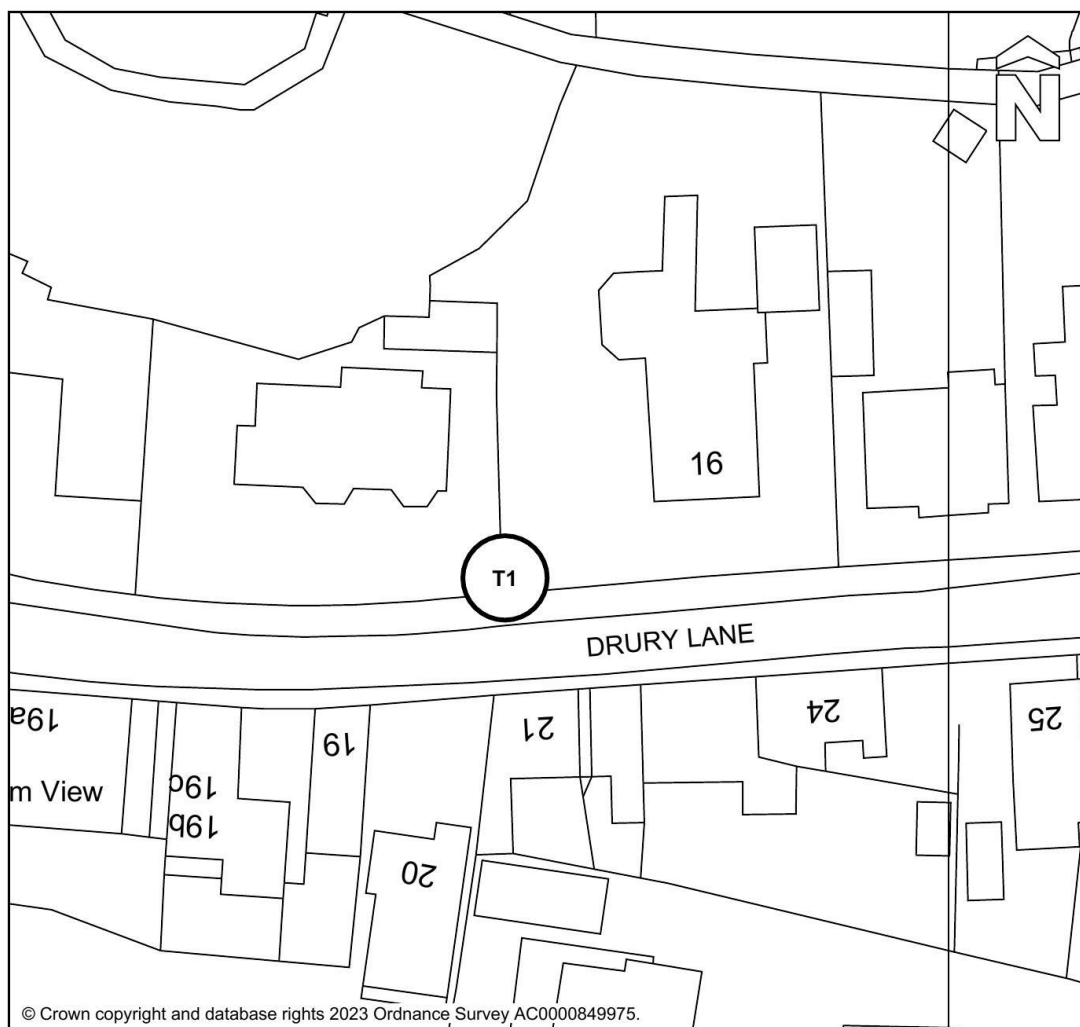 N
16
T1
DRURY LANE
19a
19
21
24
25
m View
19c
19b
20
© Crown copyright and database rights 2023 Ordnance Survey AC0000849975.